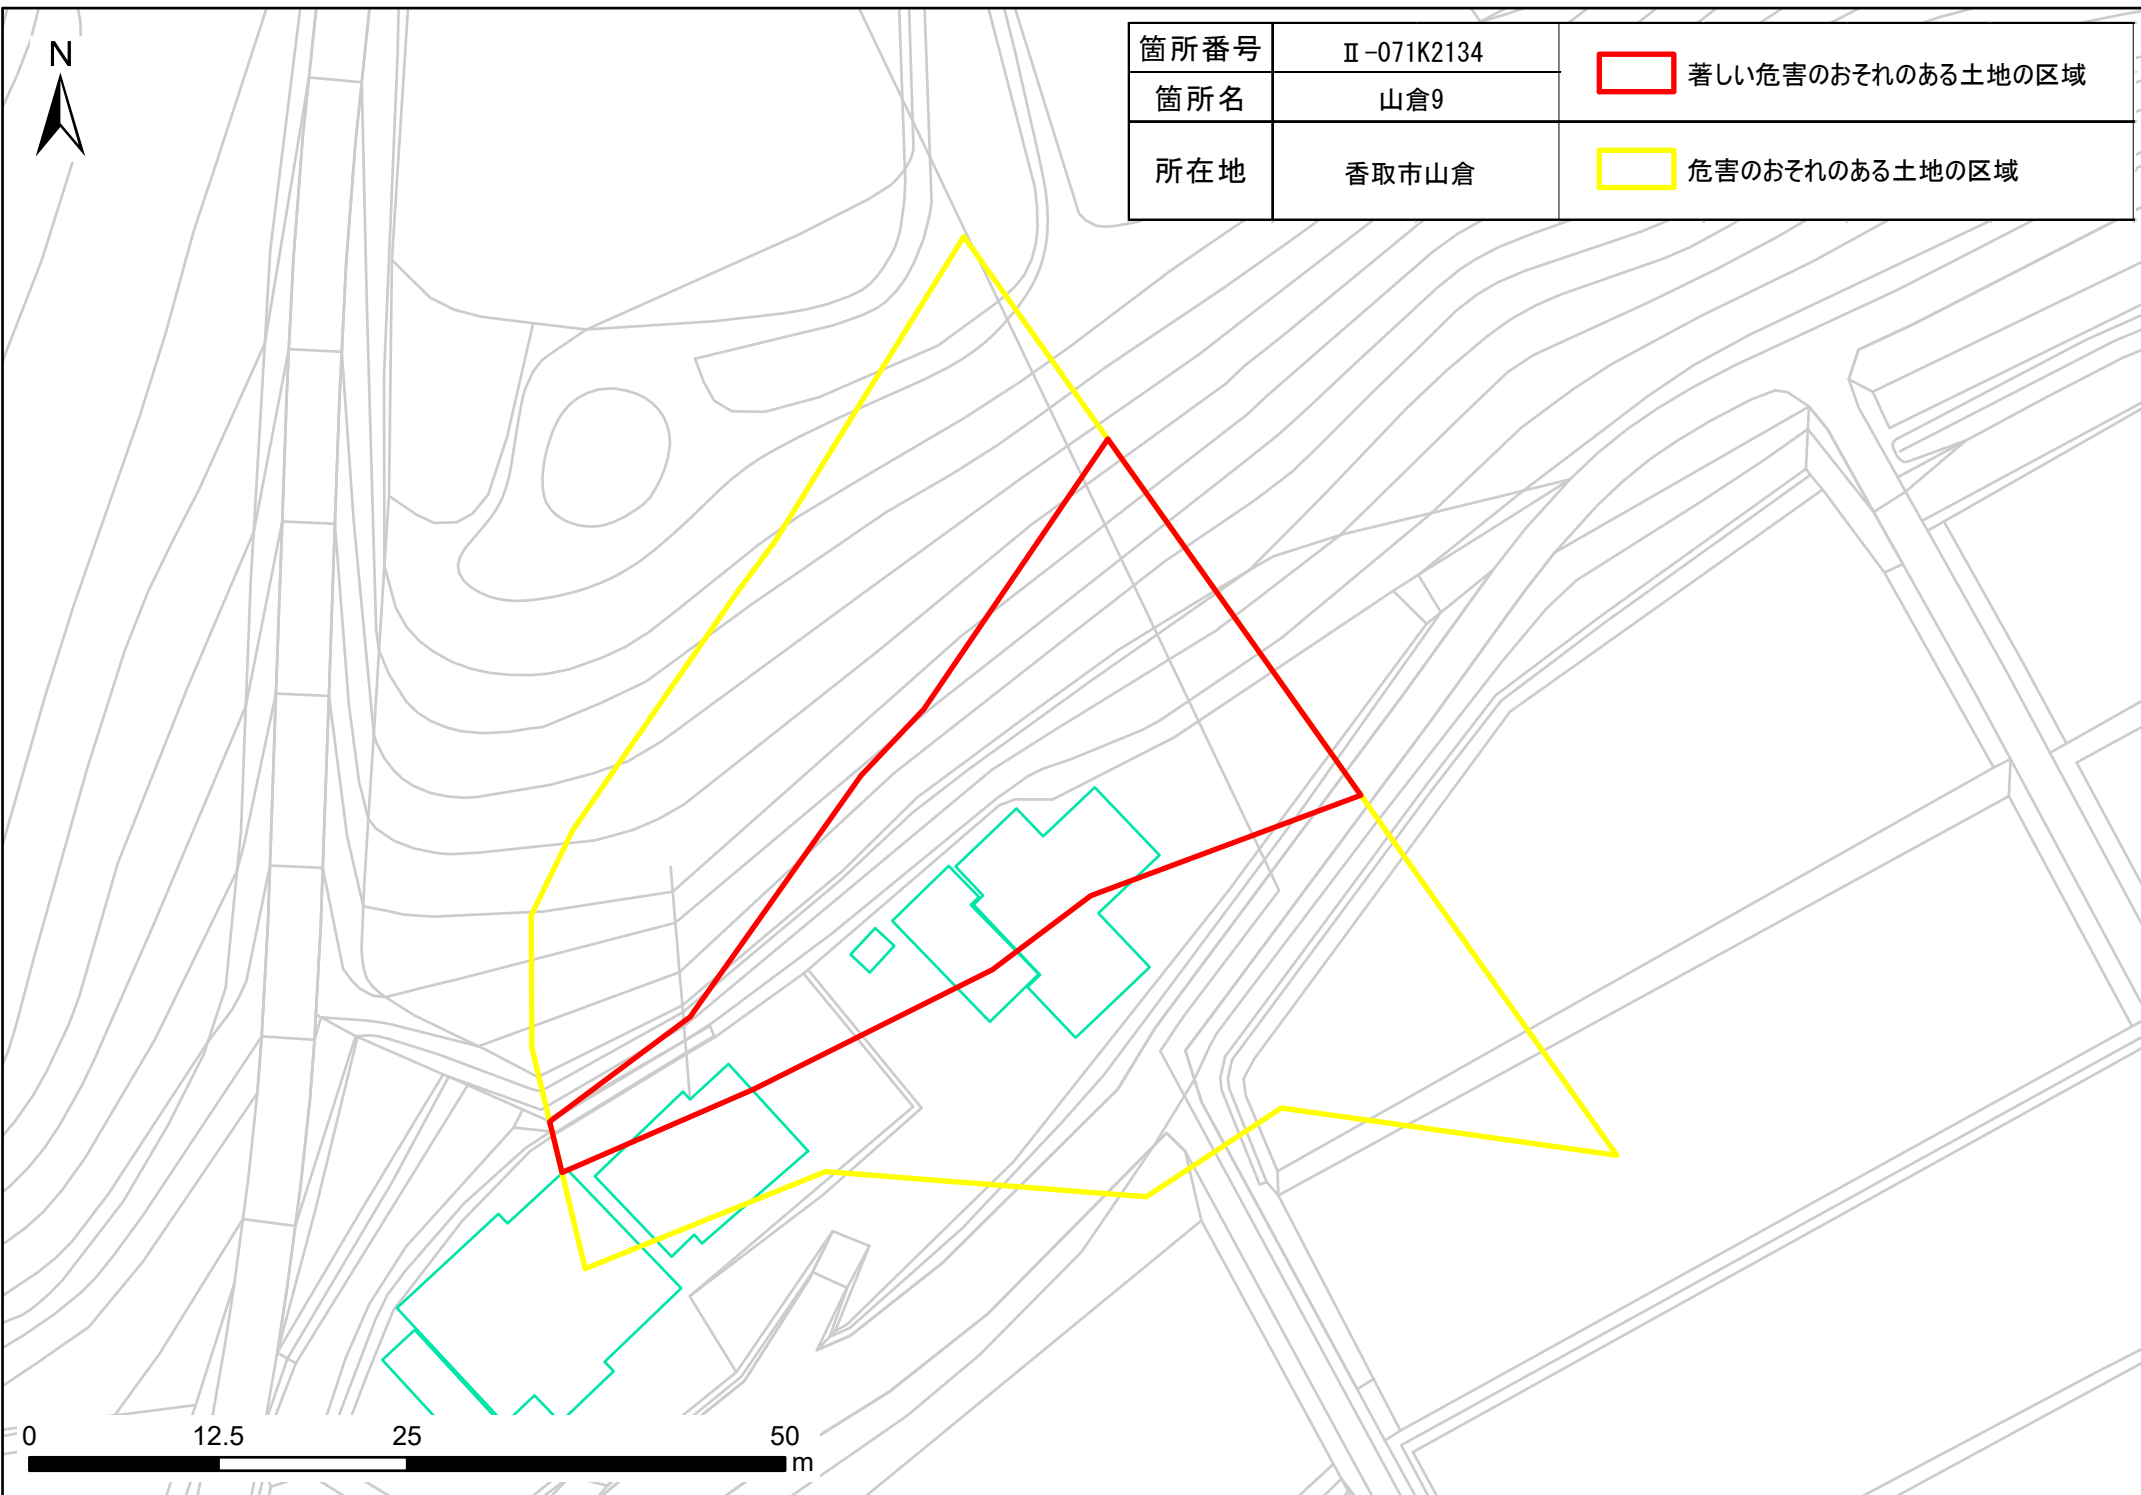 N
箇所番号 Ⅱ-071K2134
著しい危害のおそれのある土地の区域
箇所名 山倉9
所在地 香取市山倉
危害のおそれのある土地の区域
0 12.5 25 50
m